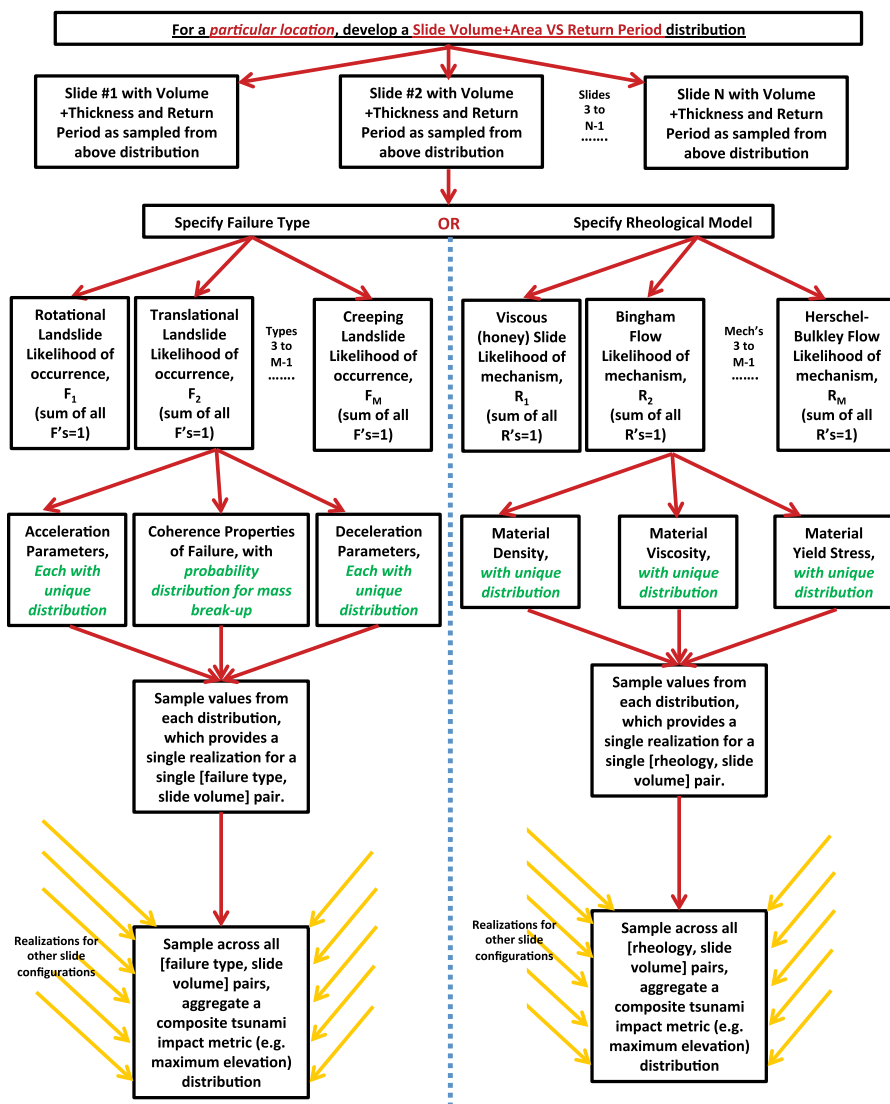 For a particular location, develop a Slide Volume+Area VS Return Period distribution
Slide #1 with Volume
+Thickness and Return
Period as sampled from
above distribution
Slide #2 with Volume
+Thickness and Return
Period as sampled from
above distribution
Slides
3 to
N-1
.......
Slide N with Volume
+Thickness and Return
Period as sampled from
above distribution
Specify Failure Type OR Specify Rheological Model
Rotational
Landslide
Likelihood of
occurrence,
F1
(sum of all
F's=1)
Translational
Landslide
Likelihood of
occurrence,
F2
(sum of all
F's=1)
Types
3 to
M-1
.......
Creeping
Landslide
Likelihood of
occurrence,
FM
(sum of all
F's=1)
Viscous
(honey) Slide
Likelihood of
mechanism,
R1
(sum of all
R's=1)
Bingham
Flow
Likelihood of
mechanism,
R2
(sum of all
R's=1)
Mech's
3 to
M-1
.......
Herschel-
Bulkley Flow
Likelihood of
mechanism,
RM
(sum of all
R's=1)
Acceleration
Parameters,
Each with
unique
distribution
Coherence Properties
of Failure, with
probability
distribution for mass
break-up
Deceleration
Parameters,
Each with
unique
distribution
Material
Density,
with unique
distribution
Material
Viscosity,
with unique
distribution
Material
Yield Stress,
with unique
distribution
Sample values from
each distribution,
which provides a
single realization for a
single [failure type,
slide volume] pair.
Sample values from
each distribution,
which provides a
single realization for a
single [rheology, slide
volume] pair.
Realizations for
other slide
configurations
Sample across all
[failure type, slide
volume] pairs,
aggregate a
composite tsunami
impact metric (e.g.
maximum elevation)
distribution
Realizations for
other slide
configurations
Sample across all
[rheology, slide
volume] pairs,
aggregate a
composite tsunami
impact metric (e.g.
maximum elevation)
distribution